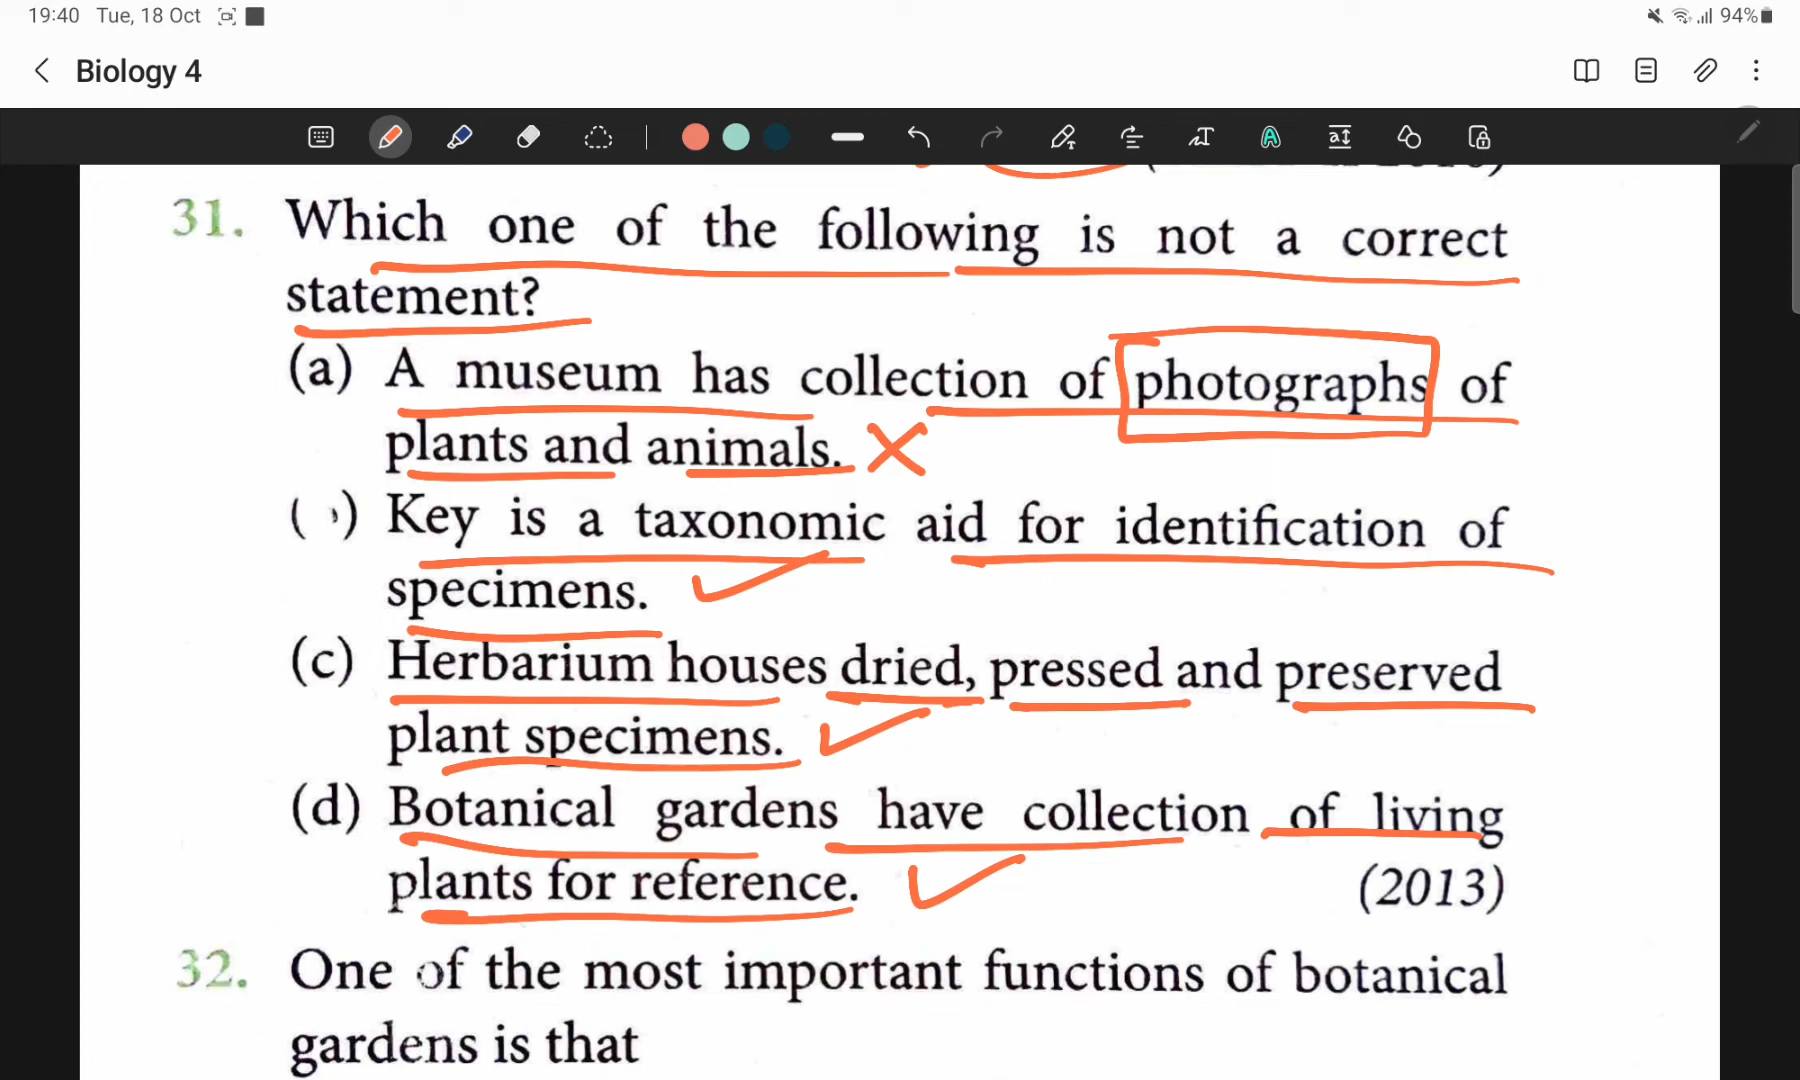 19:40 Tue, 18 Oct 94%
Biology 4
31. Which one of the following is not a correct
statement?
(a) A museum has collection of photographs of
plants and animals.
( ) Key is a taxonomic aid for identification of
specimens.
(c) Herbarium houses dried, pressed and preserved
plant specimens.
(d) Botanical gardens have collection of living
plants for reference.
(2013)
32. One of the most important functions of botanical
gardens is that